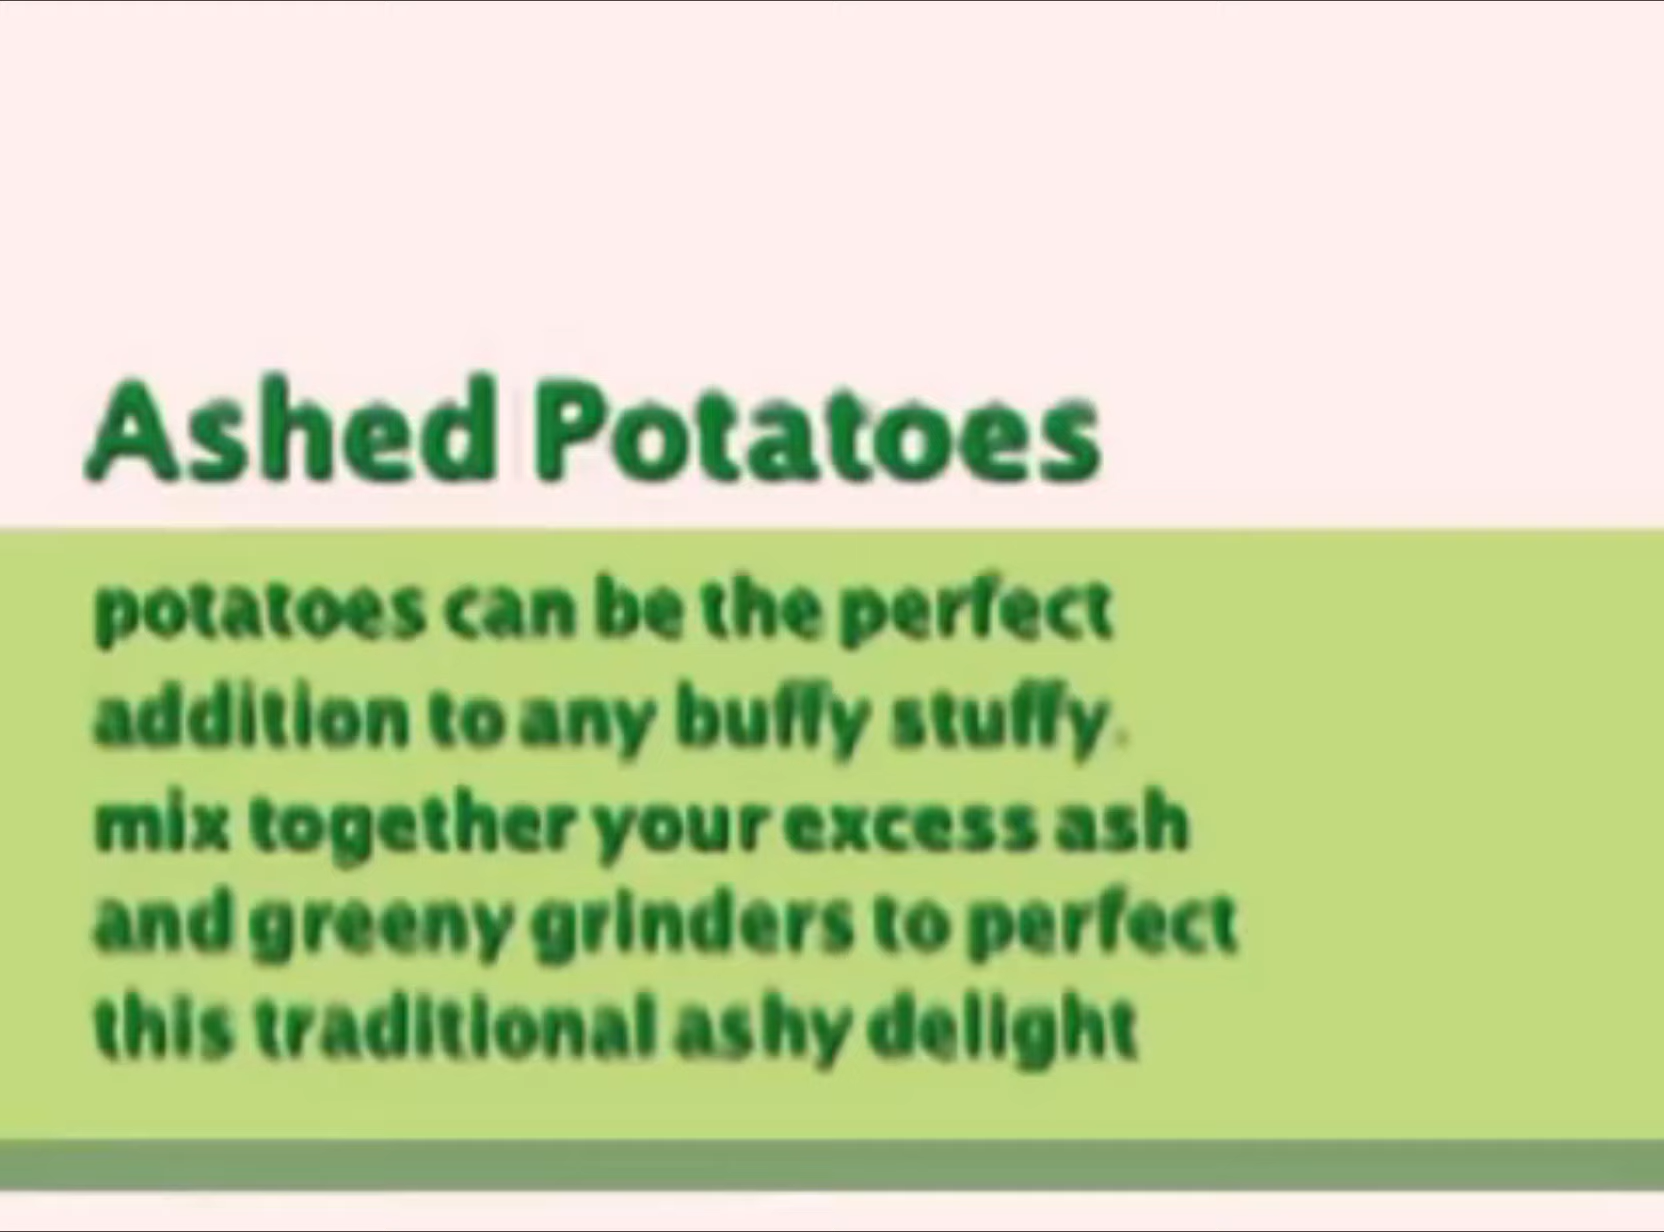 Ashed Potatoes
potatoes can be the perfect
addition to any buffy stuffy.
mix together your excess ash
and greeny grinders to perfect
this traditional ashy delight